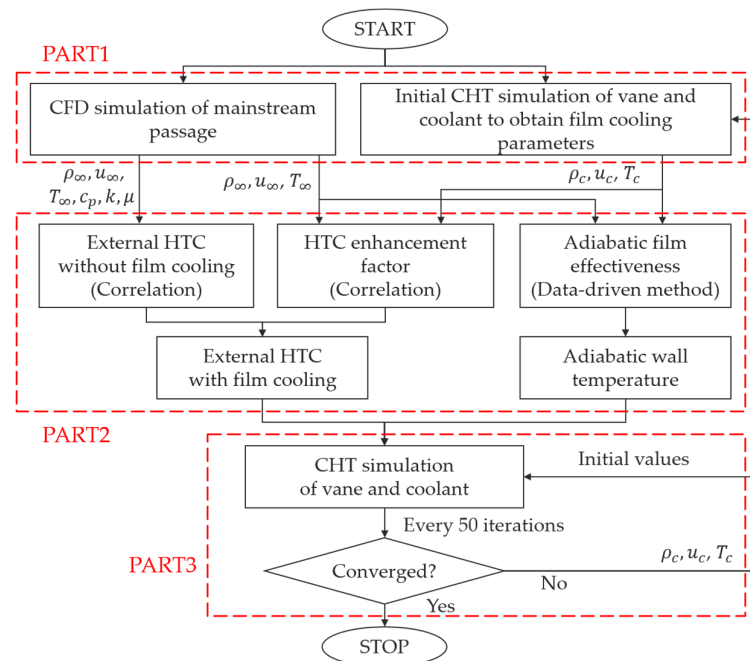 START
PART1
CFD simulation of mainstream
passage
Initial CHT simulation of vane and
coolant to obtain film cooling
parameters
ρ∞, u∞,
T∞, cp, k, μ
ρ∞, u∞, T∞
ρc, uc, Tc
External HTC
without film cooling
(Correlation)
HTC enhancement
factor
(Correlation)
Adiabatic film
effectiveness
(Data-driven method)
External HTC
with film cooling
Adiabatic wall
temperature
PART2
CHT simulation
of vane and coolant
Initial values
Every 50 iterations
PART3
Converged?
ρc, uc, Tc
No
Yes
STOP